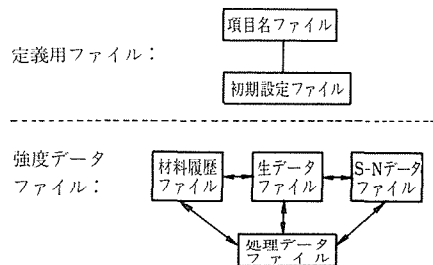 項目名ファイル
定義用ファイル：
初期設定ファイル
強度データ
ファイル：
材料履歴
ファイル
生データ
ファイル
S-Nデータ
ファイル
処理データ
ファイル